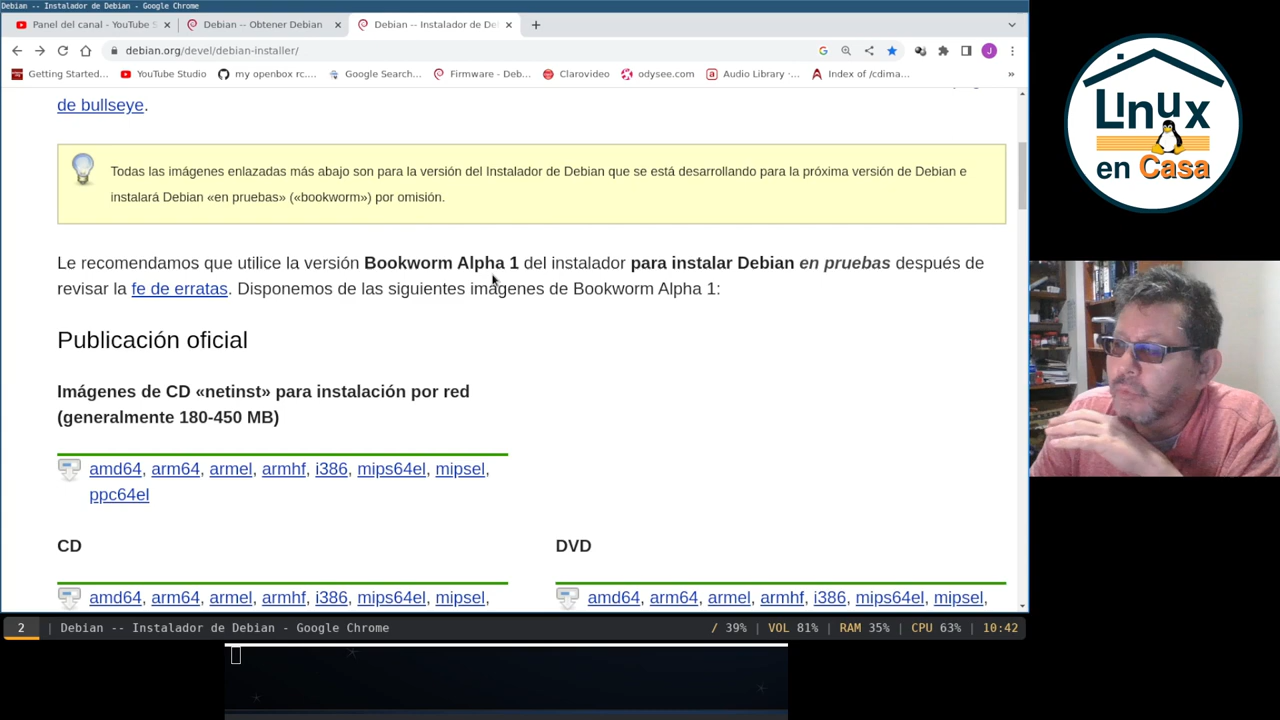 Debian -- Instalador de Debian - Google Chrome
Panel del canal - YouTube S
Debian -- Obtener Debian
Debian -- Instalador de Deb
debian.org/devel/debian-installer/
J
Getting Started...
YouTube Studio
my openbox rc....
Google Search...
Firmware - Deb...
Clarovideo
odysee.com
Audio Library ·...
Index of /cdima...
»
de bullseye.
Todas las imágenes enlazadas más abajo son para la versión del Instalador de Debian que se está desarrollando para la próxima versión de Debian e
instalará Debian «en pruebas» («bookworm») por omisión.
Le recomendamos que utilice la versión Bookworm Alpha 1 del instalador para instalar Debian en pruebas después de
revisar la fe de erratas. Disponemos de las siguientes imágenes de Bookworm Alpha 1:
Publicación oficial
Imágenes de CD «netinst» para instalación por red
(generalmente 180-450 MB)
amd64, arm64, armel, armhf, i386, mips64el, mipsel,
ppc64el
CD
amd64, arm64, armel, armhf, i386, mips64el, mipsel,
DVD
amd64, arm64, armel, armhf, i386, mips64el, mipsel,
2 | Debian -- Instalador de Debian - Google Chrome
/ 39% | VOL 81% | RAM 35% | CPU 63% | 10:42
Linux
en Casa